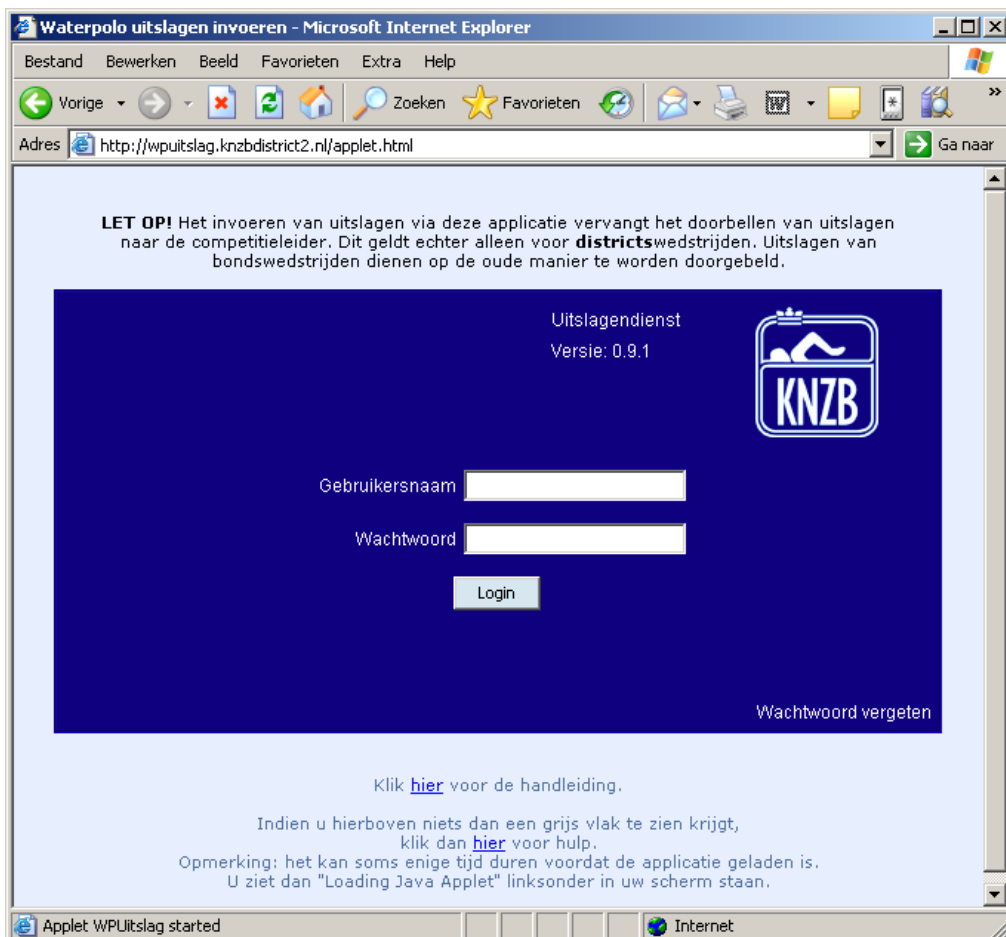 Waterpolo uitslagen invoeren - Microsoft Internet Explorer
Bestand Bewerken Beeld Favorieten Extra Help
Vorige Zoeken Favorieten »
Adres http://wpuitslag.knzbdistrict2.nl/applet.html Ga naar
LET OP! Het invoeren van uitslagen via deze applicatie vervangt het doorbellen van uitslagen
naar de competitieleider. Dit geldt echter alleen voor districtswedstrijden. Uitslagen van
bondswedstrijden dienen op de oude manier te worden doorgebeld.
Uitslagendienst
Versie: 0.9.1
KNZB
Gebruikersnaam
Wachtwoord
Login
Wachtwoord vergeten
Klik hier voor de handleiding.
Indien u hierboven niets dan een grijs vlak te zien krijgt,
klik dan hier voor hulp.
Opmerking: het kan soms enige tijd duren voordat de applicatie geladen is.
U ziet dan "Loading Java Applet" linksonder in uw scherm staan.
Applet WPUitslag started Internet